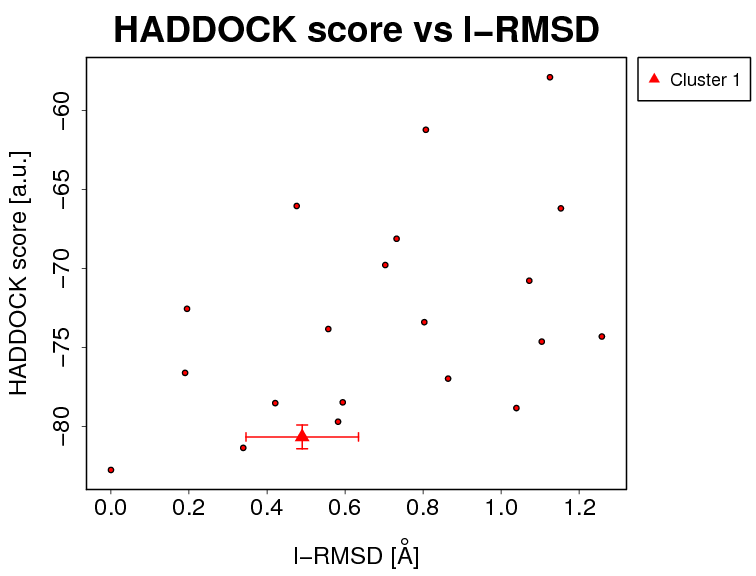 HADDOCK score vs l−RMSD
Cluster 1
HADDOCK score [a.u.]
−60
−65
−70
−75
−80
0.0 0.2 0.4 0.6 0.8 1.0 1.2
l−RMSD [Å]